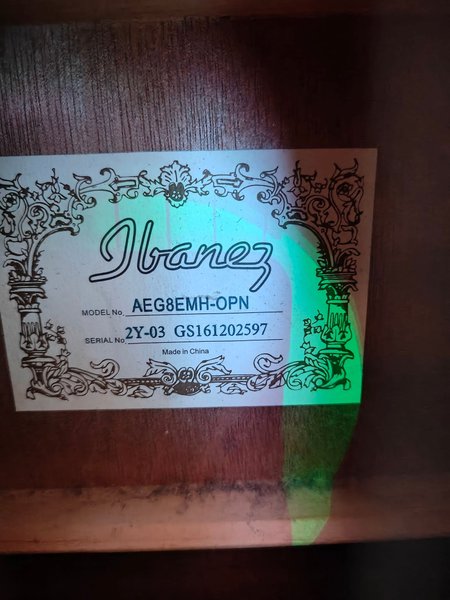 Ibanez
MODEL No. AEG8EMH-OPN
SERIAL No. 2Y-03 GS161202597
Made in China